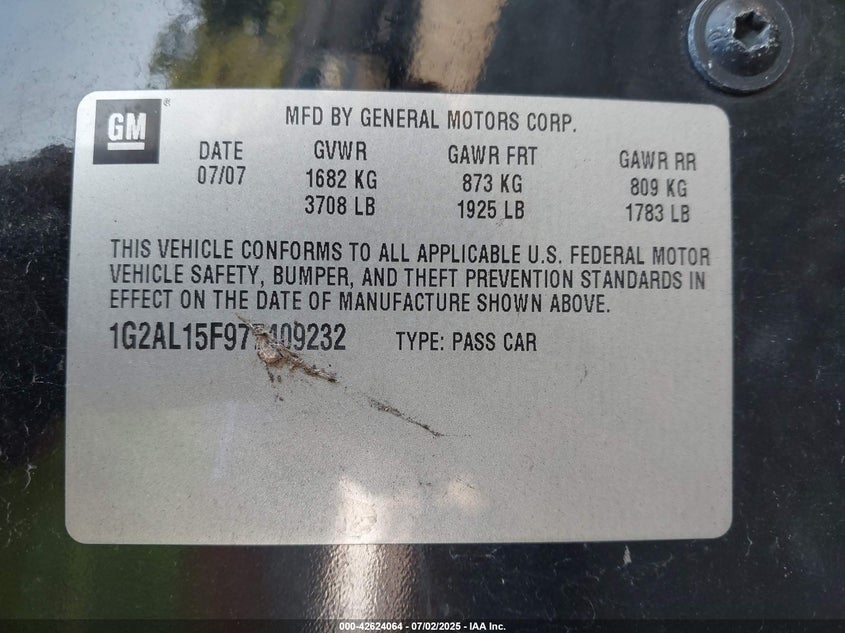 GM
®
MFD BY GENERAL MOTORS CORP.
DATE GVWR GAWR FRT GAWR RR
07/07 1682 KG 873 KG 809 KG
3708 LB 1925 LB 1783 LB
THIS VEHICLE CONFORMS TO ALL APPLICABLE U.S. FEDERAL MOTOR
VEHICLE SAFETY, BUMPER, AND THEFT PREVENTION STANDARDS IN
EFFECT ON THE DATE OF MANUFACTURE SHOWN ABOVE.
1G2AL15F977409232 TYPE: PASS CAR
000-42624064 - 07/02/2025 - IAA Inc.